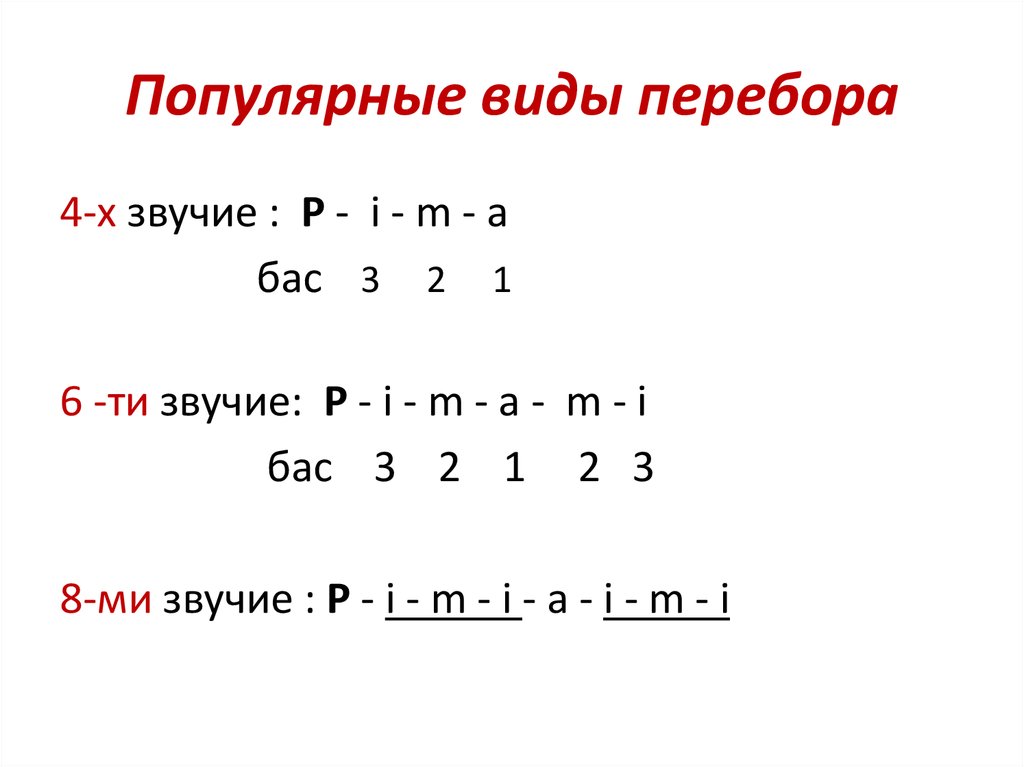 Популярные виды перебора
4-х звучие : P - i - m - a
бас 3 2 1
6 -ти звучие: P - i - m - a - m - i
бас 3 2 1 2 3
8-ми звучие : P - i - m - i - a - i - m - i